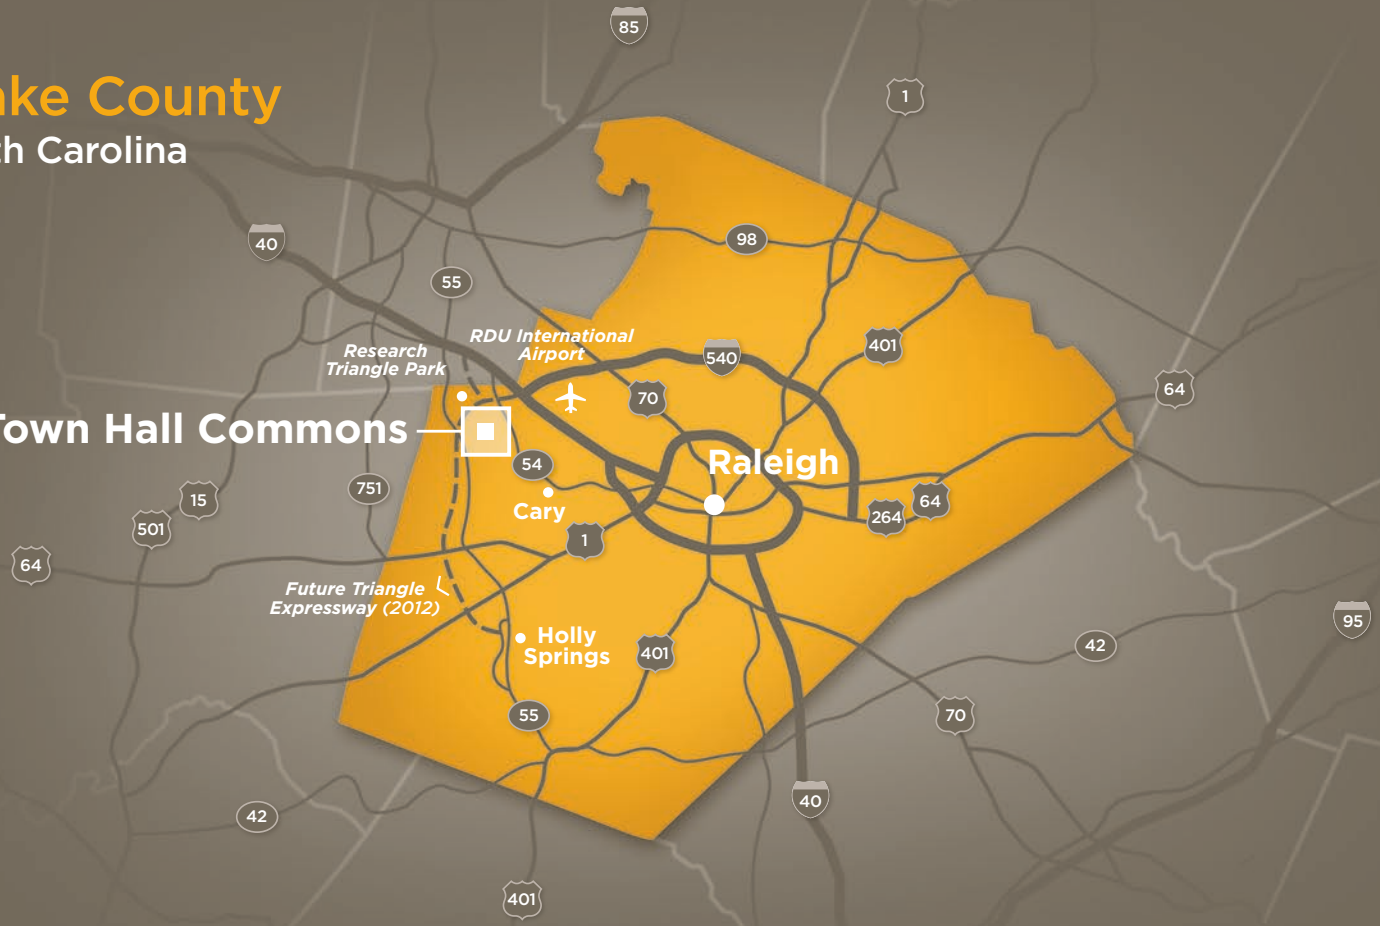 85
ake County
1
th Carolina
40
98
55
RDU International
Airport
Research
Triangle Park
401
540
64
70
Town Hall Commons
Raleigh
54
751
15
Cary
64
264
501
1
64
Future Triangle
Expressway (2012)
95
Holly
Springs
401
42
55
70
40
42
401